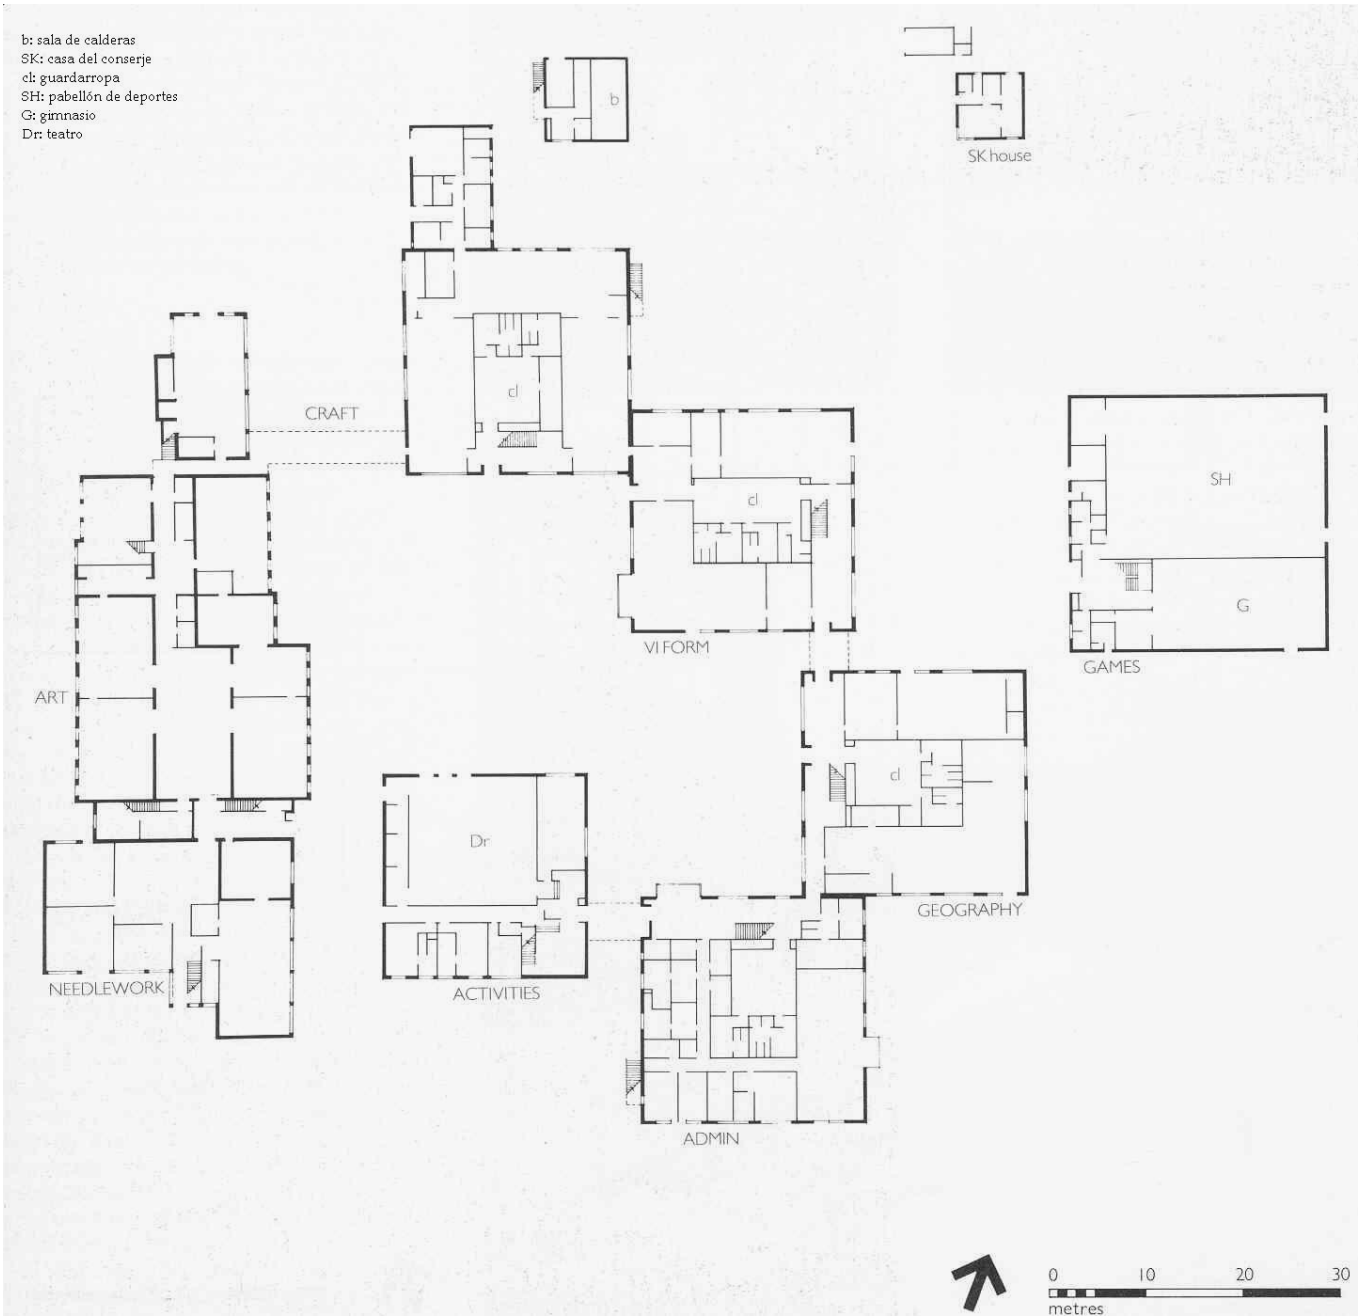 b: sala de calderas
SK: casa del conserje
cl: guardarropa
SH: pabellón de deportes
G: gimnasio
Dr: teatro
b
SK house
cl
CRAFT
cl
SH
VI FORM
G
GAMES
ART
cl
Dr
GEOGRAPHY
NEEDLEWORK
ACTIVITIES
ADMIN
0 10 20 30
metres